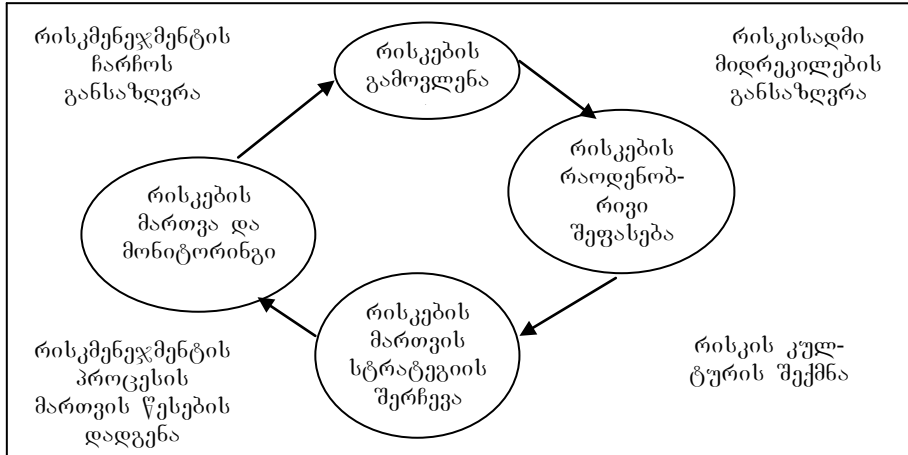 რისკმენეჯმენტის
ჩარჩოს
განსაზღვრა
რისკების
გამოვლენა
რისკისადმი
მიდრეკილების
განსაზღვრა
რისკების
რაოდენობ-
რივი
შეფასება
რისკების
მართვა და
მონიტორინგი
რისკების
მართვის
სტრატეგიის
შერჩევა
რისკმენეჯმენტის
პროცესის
მართვის წესების
დადგენა
რისკის კულ-
ტურის შექმნა